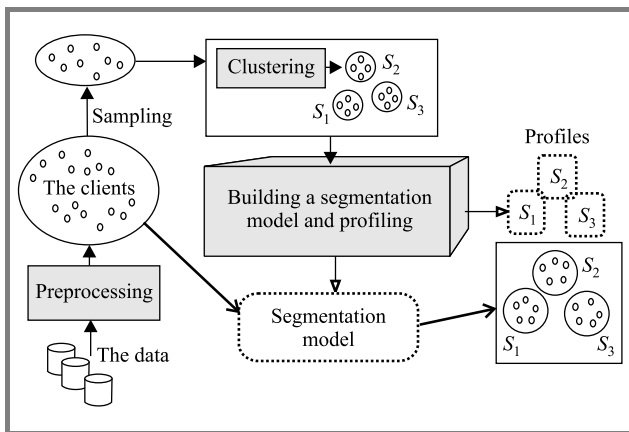 Clustering
S2
S1
S3
Sampling
The clients
Profiles
S2
S1
S3
Building a segmentation
model and profiling
Preprocessing
The data
Segmentation
model
S2
S1
S3